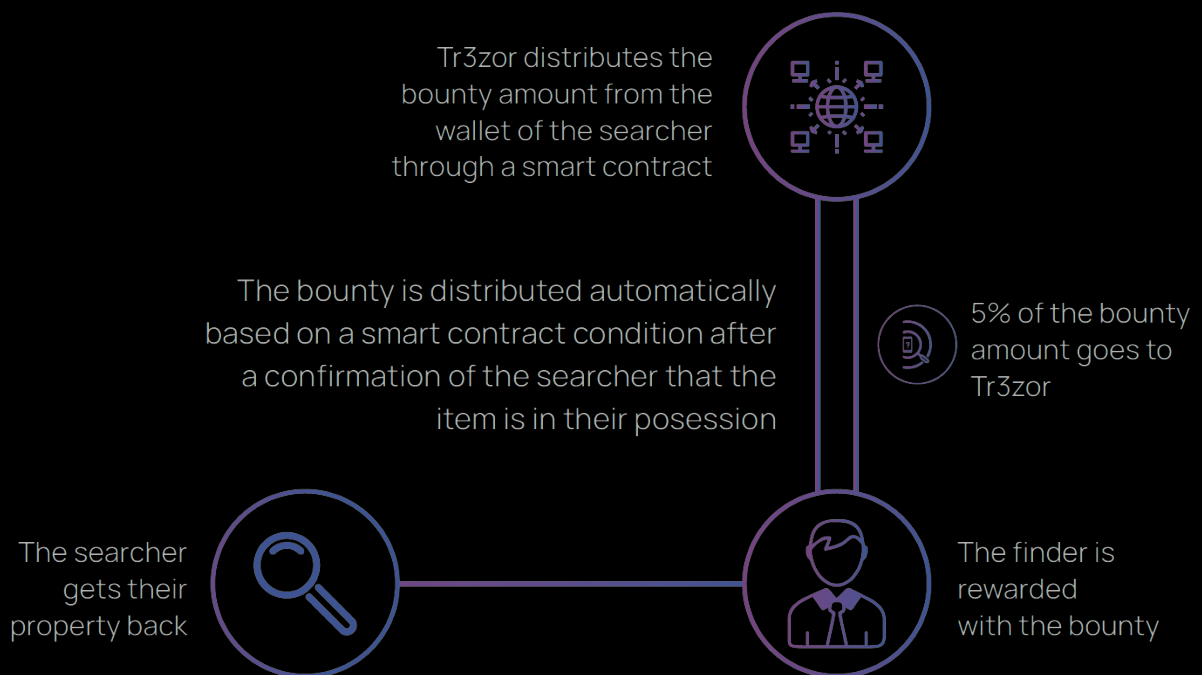 Tr3zor distributes the
bounty amount from the
wallet of the searcher
through a smart contract
The bounty is distributed automatically
based on a smart contract condition after
a confirmation of the searcher that the
item is in their posession
5% of the bounty
amount goes to
Tr3zor
The searcher
gets their
property back
The finder is
rewarded
with the bounty